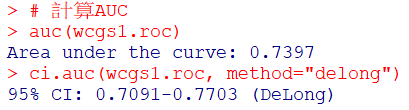 > # 計算AUC
> auc(wcgs1.roc)
Area under the curve: 0.7397
> ci.auc(wcgs1.roc, method="delong")
95% CI: 0.7091-0.7703 (DeLong)